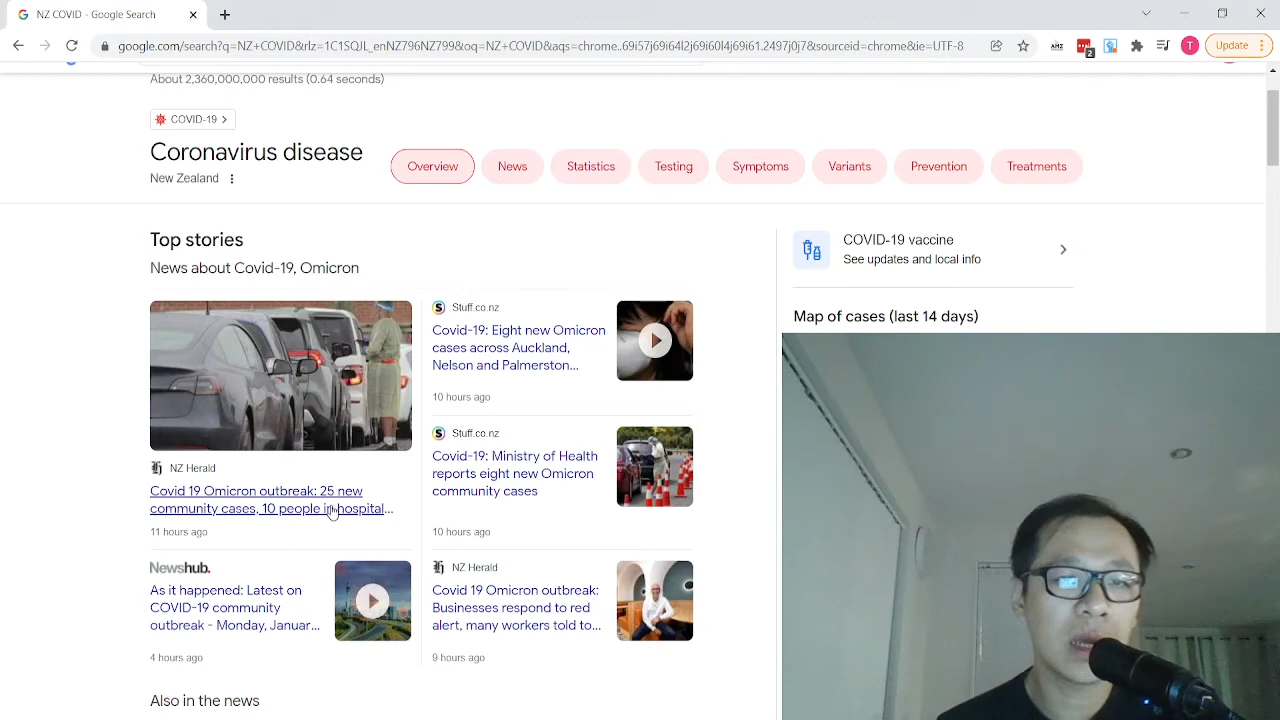 NZ COVID - Google Search
google.com/search?q=NZ+COVID&rlz=1C1SQJL_enNZ796NZ799&oq=NZ+COVID&aqs=chrome..69i57j69i64l2j69i60l4j69i61.2497j0j7&sourceid=chrome&ie=UTF-8
2
T
Update
About 2,360,000,000 results (0.64 seconds)
COVID-19
Coronavirus disease
New Zealand
Overview
News
Statistics
Testing
Symptoms
Variants
Prevention
Treatments
Top stories
News about Covid-19, Omicron
NZ Herald
Covid 19 Omicron outbreak: 25 new
community cases, 10 people in hospital...
11 hours ago
Newshub.
As it happened: Latest on
COVID-19 community
outbreak - Monday, Januar...
4 hours ago
S Stuff.co.nz
Covid-19: Eight new Omicron
cases across Auckland,
Nelson and Palmerston...
10 hours ago
S Stuff.co.nz
Covid-19: Ministry of Health
reports eight new Omicron
community cases
10 hours ago
NZ Herald
Covid 19 Omicron outbreak:
Businesses respond to red
alert, many workers told to...
9 hours ago
Also in the news
COVID-19 vaccine
See updates and local info
Map of cases (last 14 days)